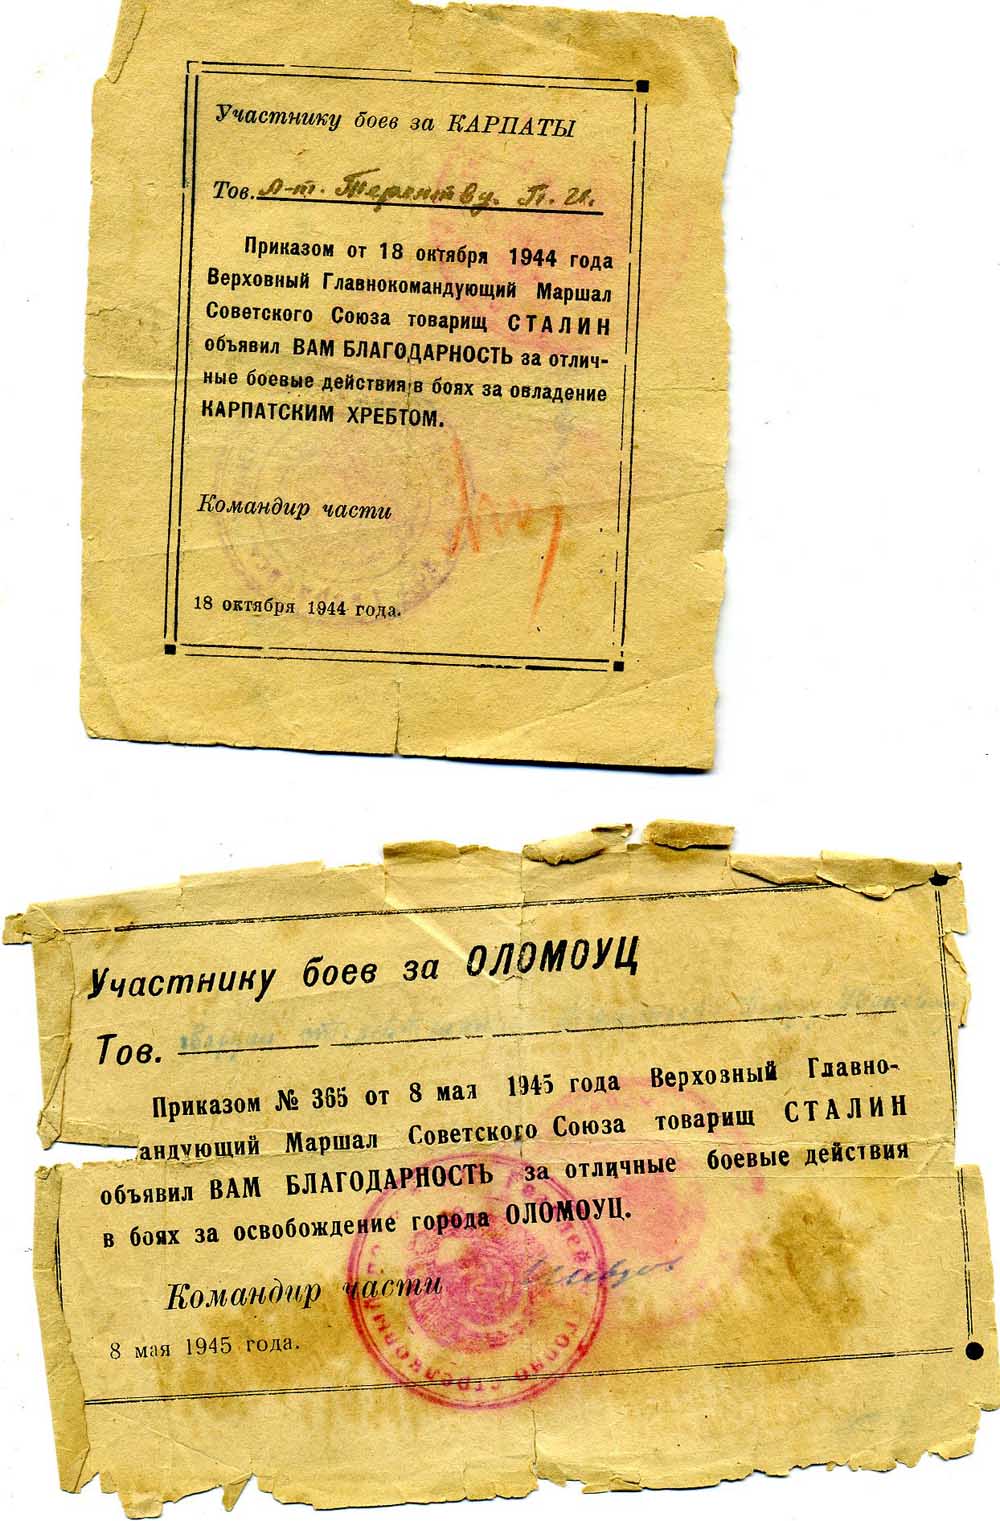 Участнику боев за КАРПАТЫ
Тов. л-т. П. И.
Приказом от 18 октября 1944 года
Верховный Главнокомандующий Маршал
Советского Союза товарищ СТАЛИН
объявил ВАМ БЛАГОДАРНОСТЬ за отлич-
ные боевые действия в боях за овладение
КАРПАТСКИМ ХРЕБТОМ.
Командир части
18 октября 1944 года.
Участнику боев за ОЛОМОУЦ
Тов.
Приказом № 365 от 8 мая 1945 года Верховный Главно-
андующий Маршал Советского Союза товарищ СТАЛИН
объявил ВАМ БЛАГОДАРНОСТЬ за отличные боевые действия
в боях за освобождение города ОЛОМОУЦ.
Командир части
8 мая 1945 года.